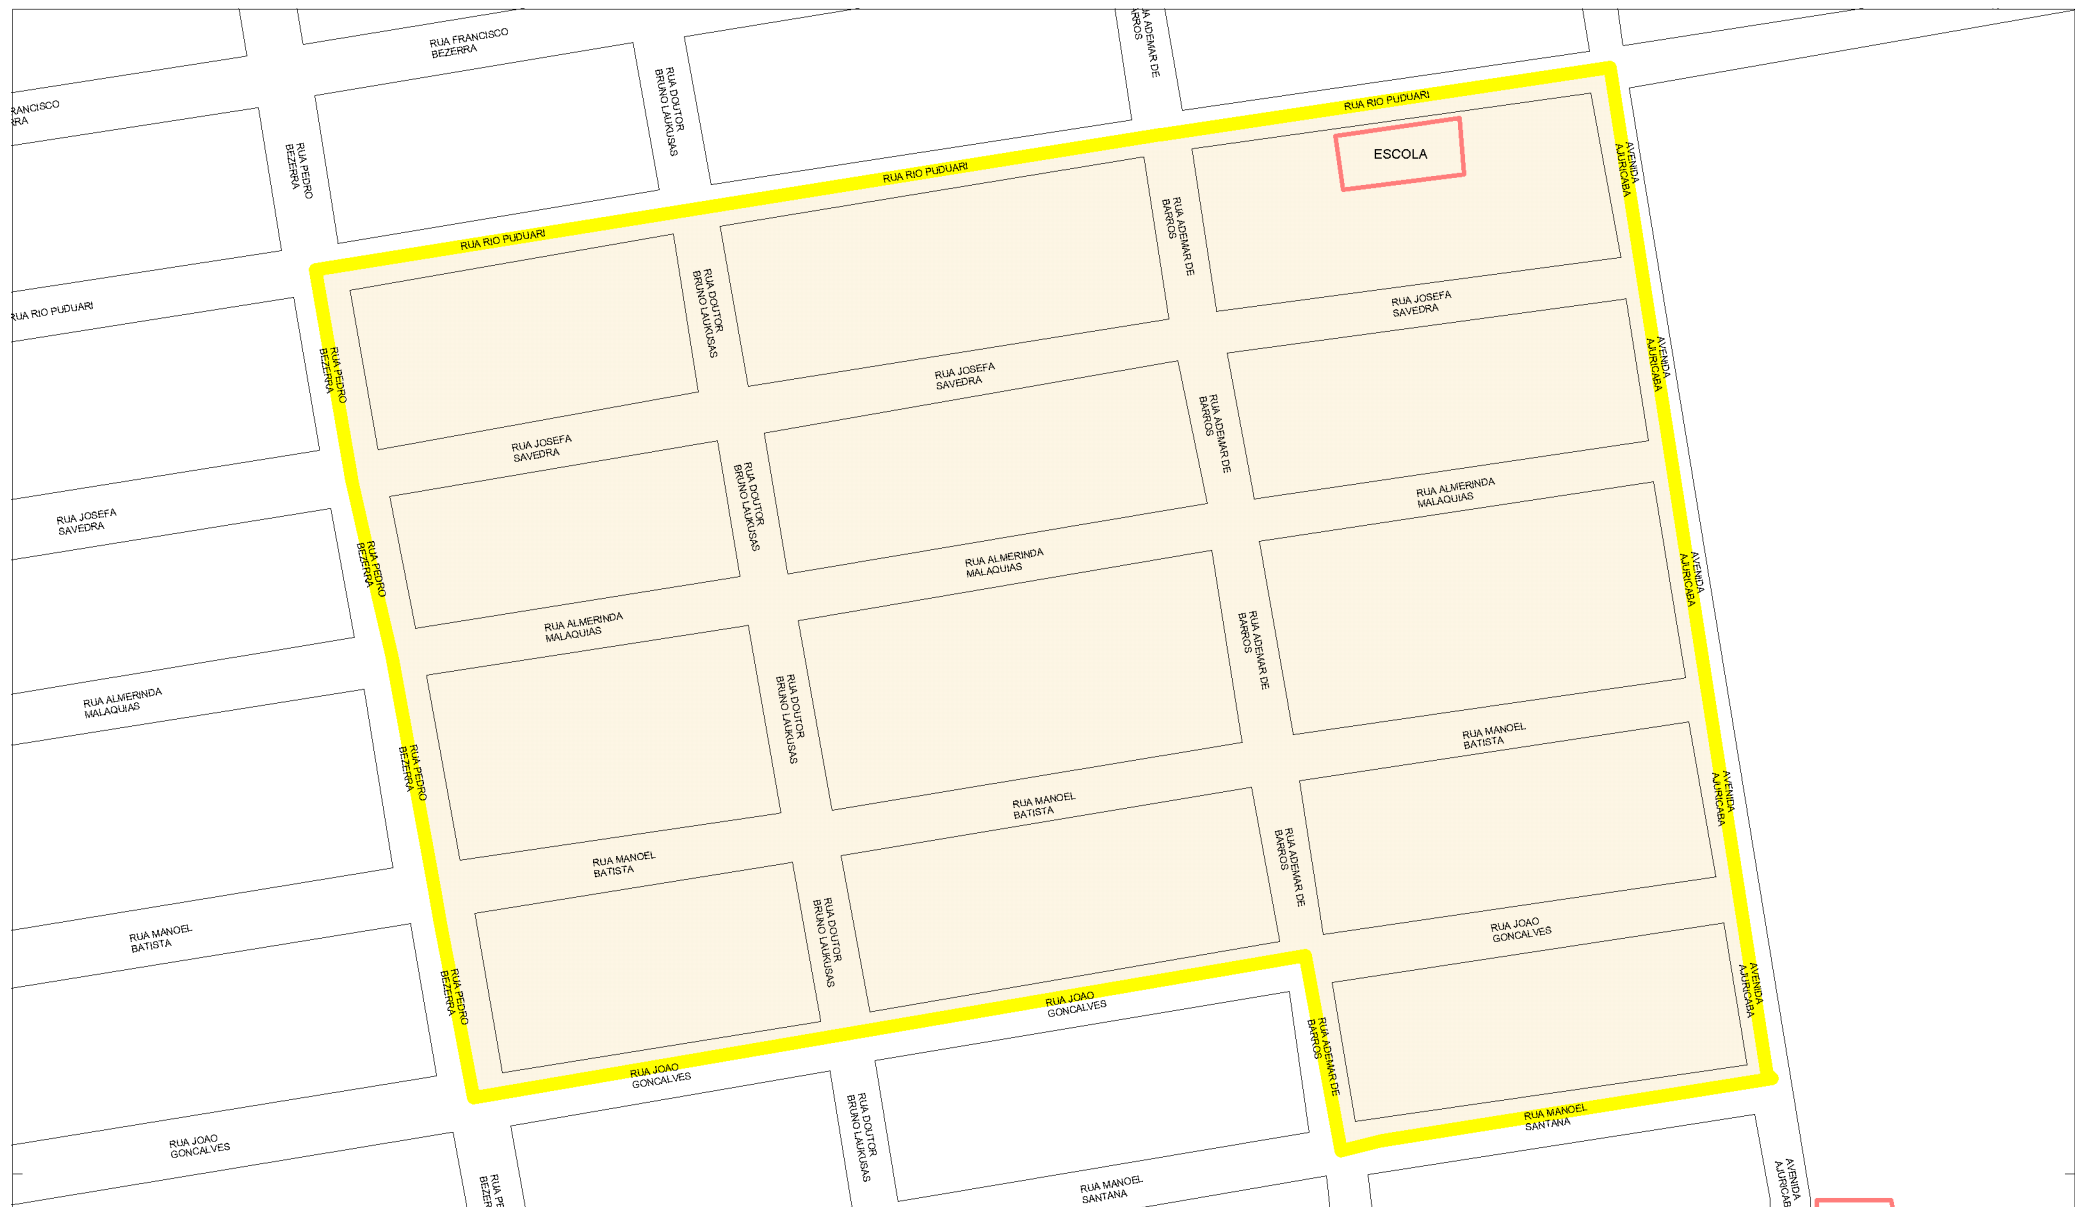 RUA FRANCISCO
BEZERRA
RUA DOUTOR
BRUNO LAUKUSAS
ADEMAR DE
RANCISCO
RUA PEDRO
BEZERRA
RUA RIO PUDUARI
RUA RIO PUDUARI
RUA RIO PUDUARI
ESCOLA
AVENIDA
AJURICABA
RUA ADEMAR DE
BARROS
RUA RIO PUDUARI
RUA DOUTOR
BRUNO LAUKUSAS
RUA JOSEFA
SAVEDRA
RUA PEDRO
BEZERRA
RUA JOSEFA
SAVEDRA
AVENIDA
AJURICABA
RUA ADEMAR DE
BARROS
RUA JOSEFA
SAVEDRA
RUA DOUTOR
BRUNO LAUKUSAS
RUA ALMERINDA
MALAQUIAS
RUA JOSEFA
SAVEDRA
RUA PEDRO
BEZERRA
RUA ALMERINDA
MALAQUIAS
AVENIDA
AJURICABA
RUA ALMERINDA
MALAQUIAS
RUA ADEMAR DE
BARROS
RUA ALMERINDA
MALAQUIAS
RUA DOUTOR
BRUNO LAUKUSAS
RUA MANOEL
BATISTA
RUA PEDRO
BEZERRA
RUA MANOEL
BATISTA
AVENIDA
AJURICABA
RUA MANOEL
BATISTA
RUA ADEMAR DE
BARROS
RUA DOUTOR
BRUNO LAUKUSAS
RUA JOAO
GONCALVES
RUA MANOEL
BATISTA
RUA PEDRO
BEZERRA
AVENIDA
AJURICABA
RUA JOAO
GONCALVES
RUA ADEMAR DE
BARROS
RUA JOAO
GONCALVES
RUA MANOEL
SANTANA
RUA DOUTOR
BRUNO LAUKUSAS
RUA JOAO
GONCALVES
RUA MANOEL
SANTANA
RUA PE
BEZER
AVENIDA
AJURICAB